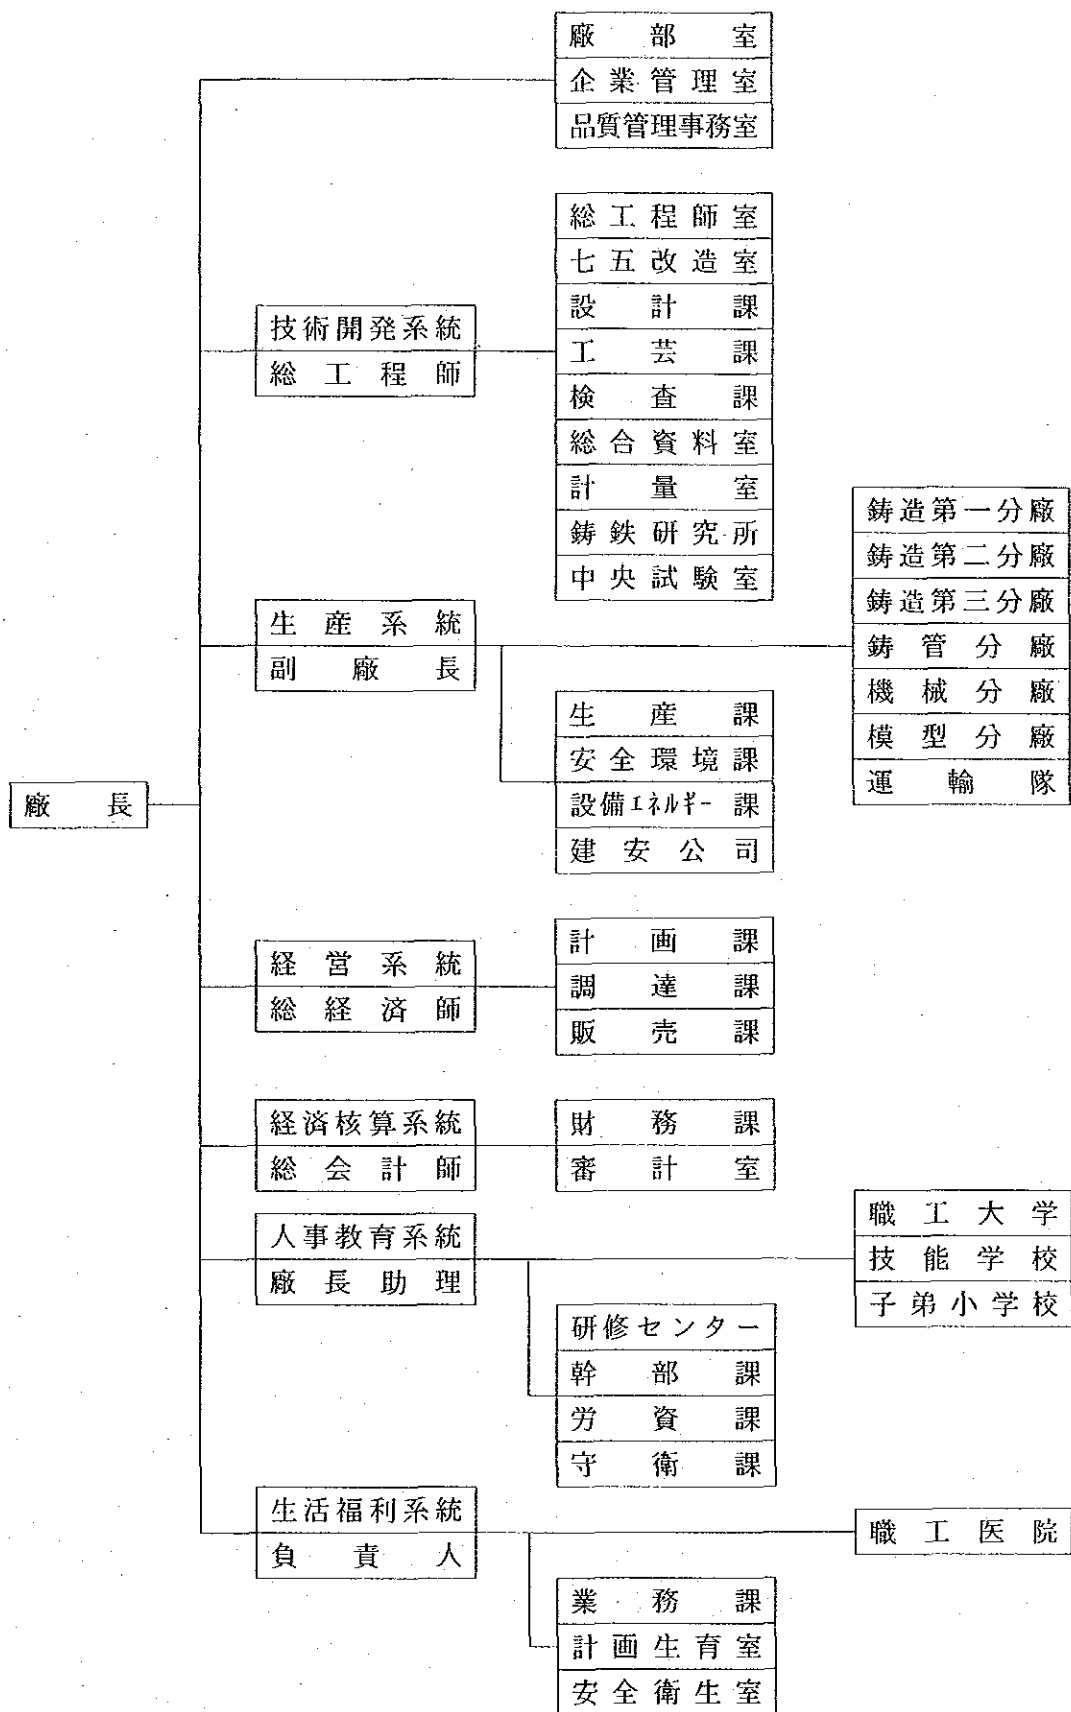 廠部室
企業管理室
品質管理事務室
総工程師室
七五改造室
設計課
工芸課
検査課
総合資料室
計量室
鋳鉄研究所
中央試験室
技術開発系統
総工程師
鋳造第一分廠
鋳造第二分廠
鋳造第三分廠
鋳管分廠
機械分廠
模型分廠
運輸隊
生産系統
副廠長
生産課
安全環境課
設備エネルギー課
建安公司
廠長
経営系統
総経済師
計画課
調達課
販売課
経済核算系統
総会計師
財務課
審計室
人事教育系統
廠長助理
職工大学
技能学校
子弟小学校
研修センター
幹部課
労資課
守衛課
生活福利系統
負責人
職工医院
業務課
計画生育室
安全衛生室